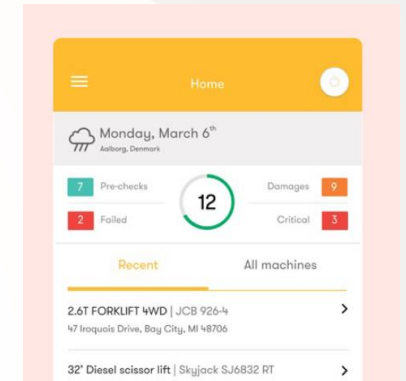 Home
Monday, March 6th
Aalborg, Denmark
7 Pre-checks
2 Failed
12
Damages 9
Critical 3
Recent
All machines
2.6T FORKLIFT 4WD | JCB 926-4
47 Iroquois Drive, Bay City, MI 48706
32' Diesel scissor lift | Skyjack SJ6832 RT